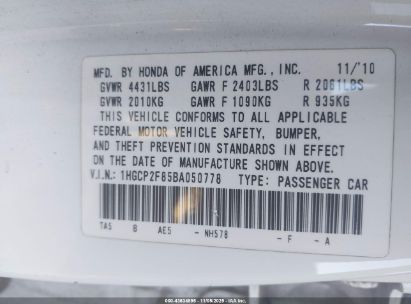 MFD. BY HONDA OF AMERICA MFG., INC. 11/'10
GVWR 4431LBS GAWR F 2403LBS R 2061LBS
GVWR 2010KG GAWR F 1090KG R 935KG
THIS VEHICLE CONFORMS TO ALL APPLICABLE
FEDERAL MOTOR VEHICLE SAFETY, BUMPER,
AND THEFT PREVENTION STANDARDS IN EFFECT
ON THE DATE OF MANUFACTURE SHOWN ABOVE.
V.I.N.: 1HGCP2F85BA050778 TYPE: PASSENGER CAR
TA5 B AE5 - NH578 - F - A